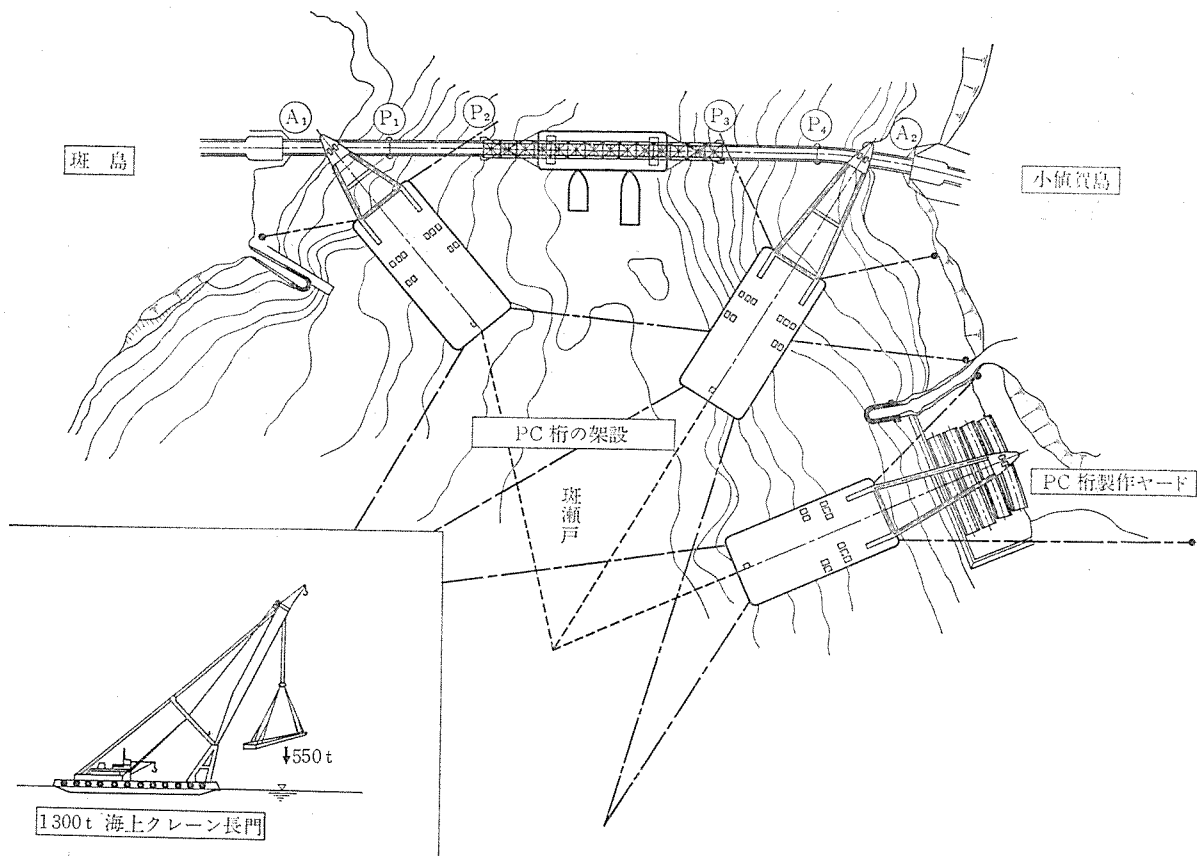 A₁
P₁
P₂
P₃
P₄
A₂
斑島
小値賀島
PC桁の架設
斑瀬戸
PC桁製作ヤード
550t
1300t 海上クレーン長門